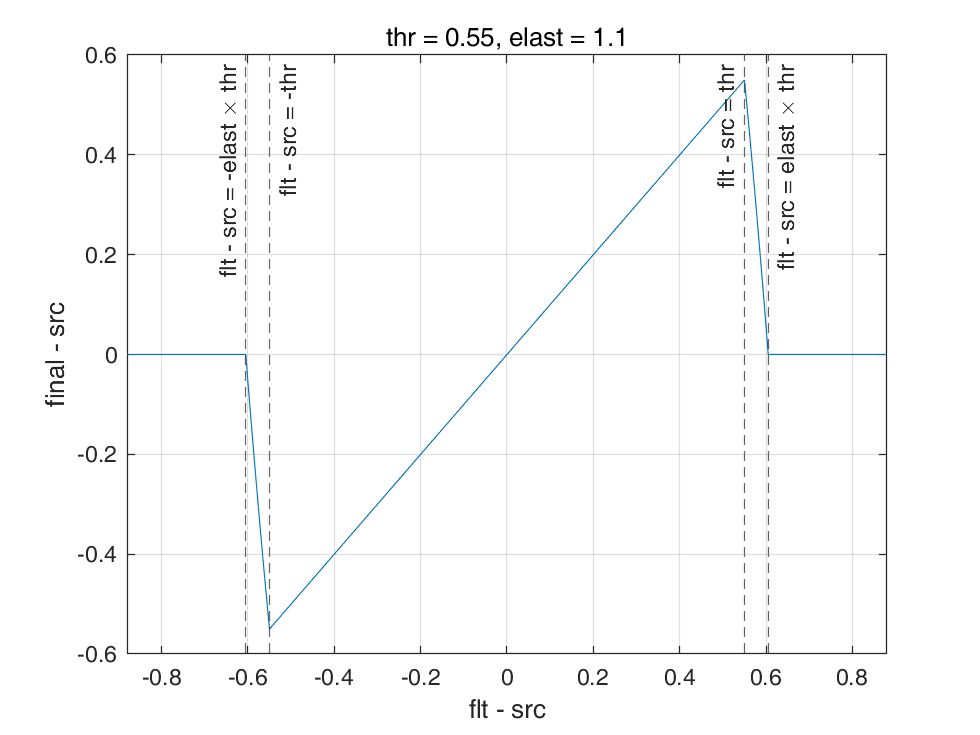 thr = 0.55, elast = 1.1
0.6
0.4
0.2
0
-0.2
-0.4
-0.6
final - src
flt - src = -elast × thr
flt - src = -thr
flt - src = thr
flt - src = elast × thr
-0.8
-0.6
-0.4
-0.2
0
0.2
0.4
0.6
0.8
flt - src